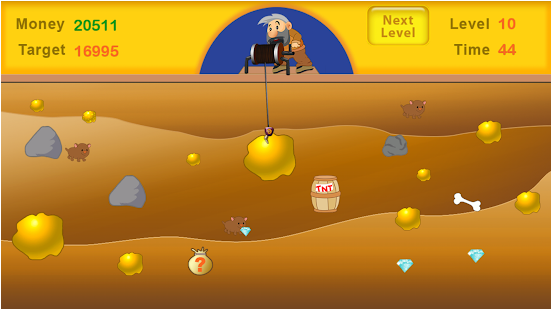 Money 20511
Target 16995
Next
Level
Level 10
Time 44
TNT
?